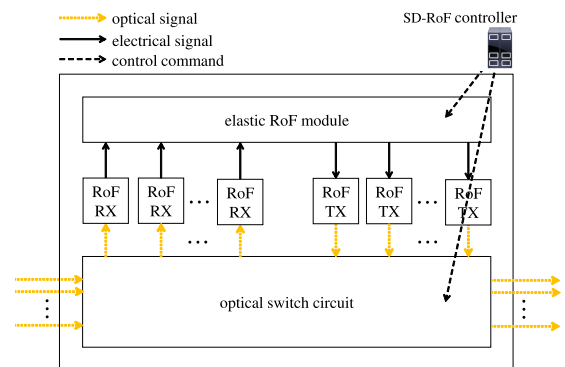 optical signal
electrical signal
control command
SD-RoF controller
elastic RoF module
RoF RX
RoF RX
...
RoF RX
RoF TX
RoF TX
...
RoF TX
...
...
optical switch circuit